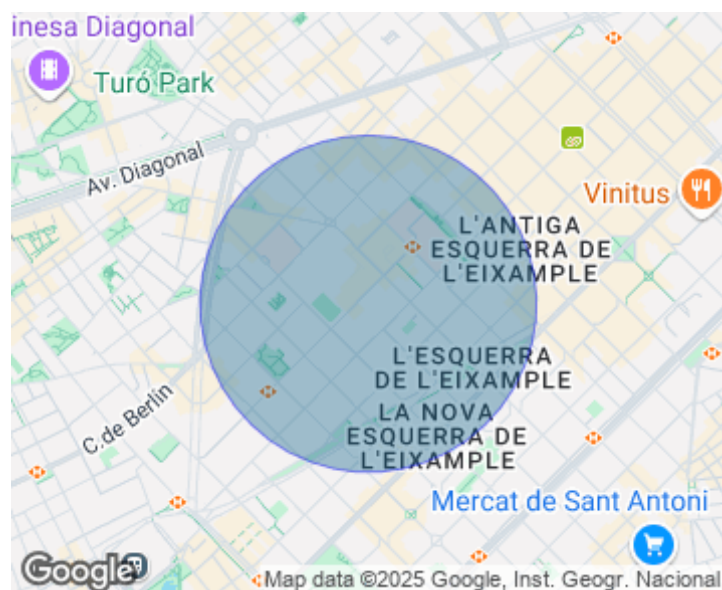 inesa Diagonal
Turó Park
Av. Diagonal
Vinitus
L'ANTIGA
ESQUERRA DE
L'EIXAMPLE
L'ESQUERRA
DE L'EIXAMPLE
C.de Berlín
LA NOVA
ESQUERRA DE
L'EIXAMPLE
Mercat de Sant Antoni
Google
Map data ©2025 Google, Inst. Geogr. Nacional